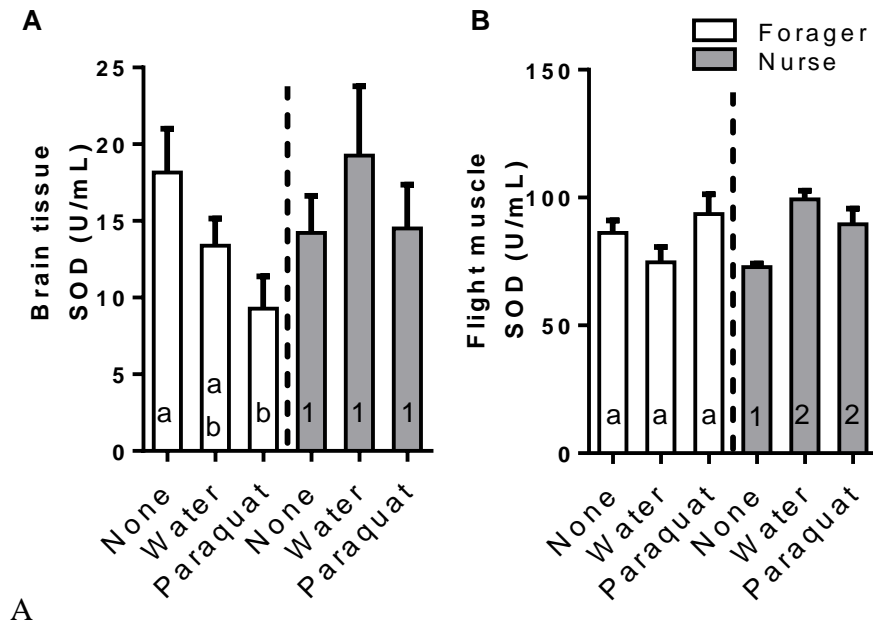 A
Brain tissue
SOD (U/mL)
25
20
15
10
5
0
a
a
b
b
1
1
1
None
Water
Paraquat
None
Water
Paraquat
B
Forager
Nurse
Flight muscle
SOD (U/mL)
150
100
50
0
a
a
a
1
2
2
None
Water
Paraquat
None
Water
Paraquat
A